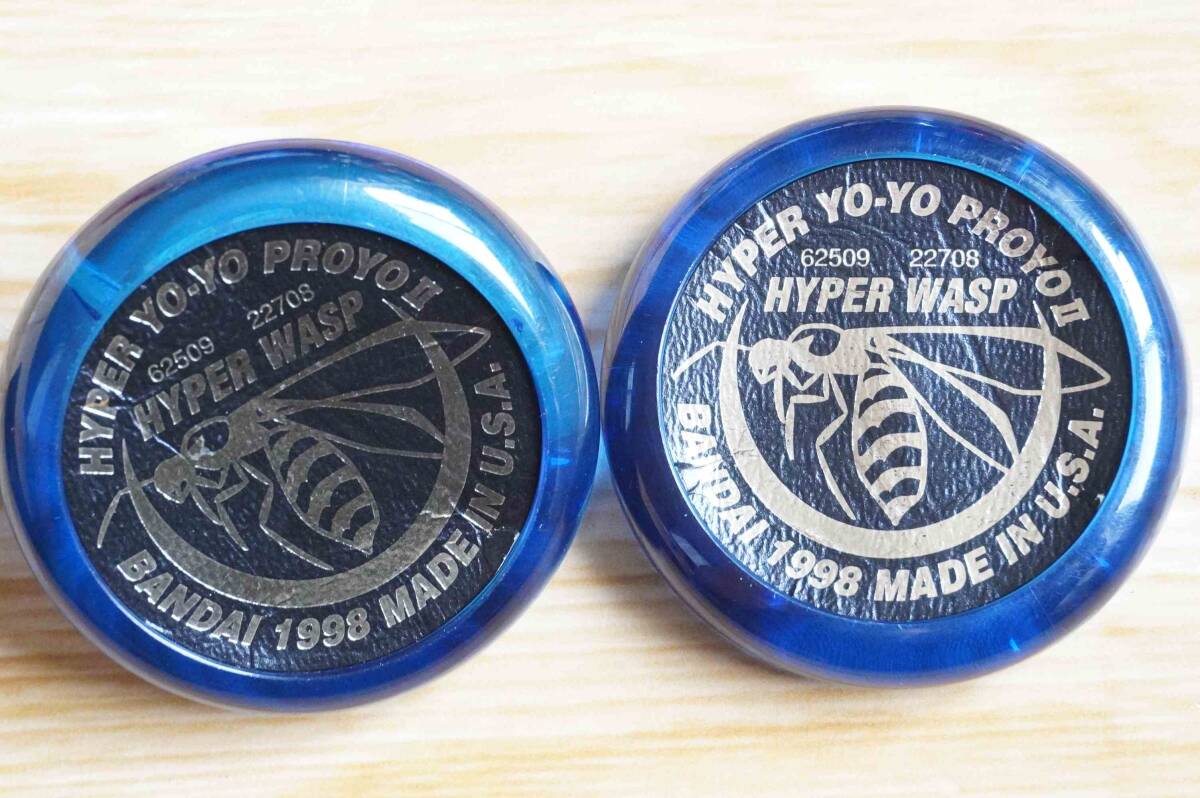 HYPER YO-YO PROYO II
62509 22708
HYPER WASP
BANDAI 1998 MADE IN U.S.A.
HYPER YO-YO PROYO II
62509 22708
HYPER WASP
BANDAI 1998 MADE IN U.S.A.